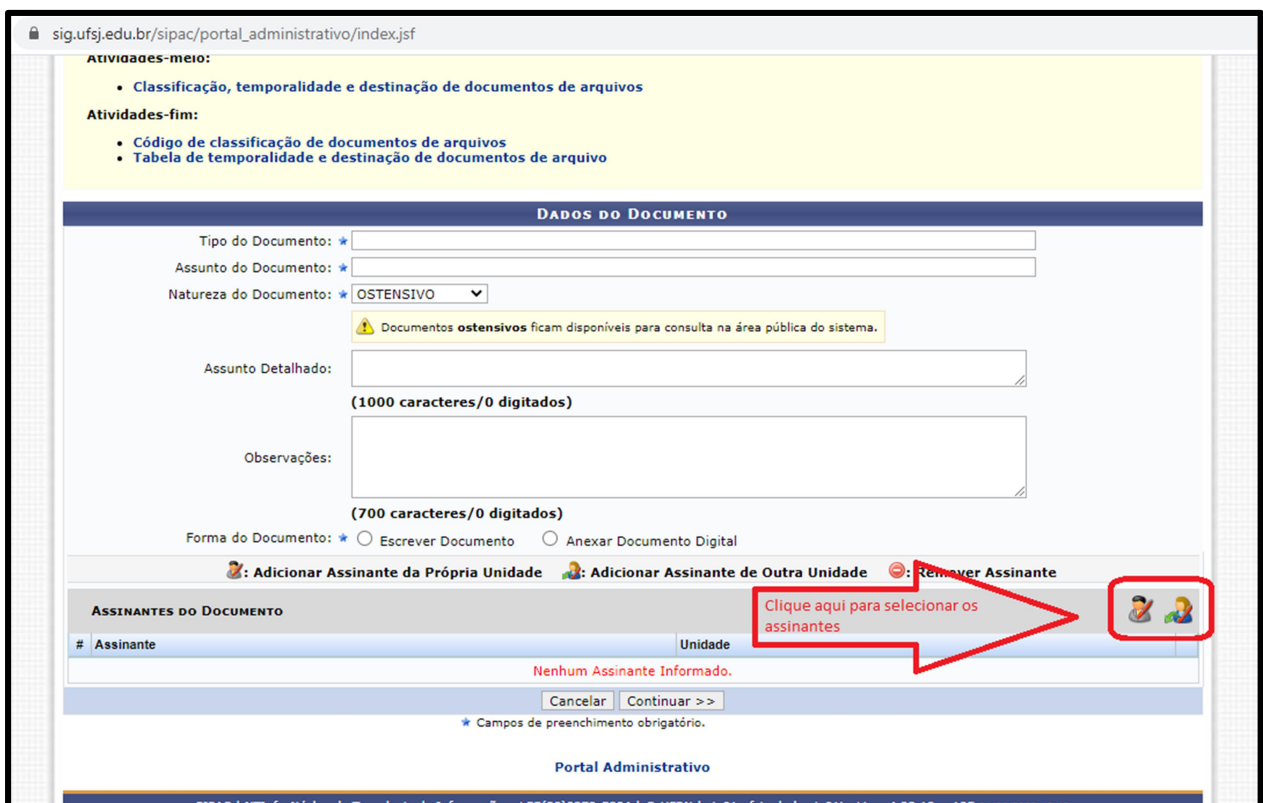 sig.ufsj.edu.br/sipac/portal_administrativo/index.jsf
Atividades-meio:
• Classificação, temporalidade e destinação de documentos de arquivos
Atividades-fim:
• Código de classificação de documentos de arquivos
• Tabela de temporalidade e destinação de documentos de arquivo
DADOS DO DOCUMENTO
Tipo do Documento: ★
Assunto do Documento: ★
Natureza do Documento: ★ OSTENSIVO
Documentos ostensivos ficam disponíveis para consulta na área pública do sistema.
Assunto Detalhado:
(1000 caracteres/0 digitados)
Observações:
(700 caracteres/0 digitados)
Forma do Documento: ★ Escrever Documento Anexar Documento Digital
: Adicionar Assinante da Própria Unidade : Adicionar Assinante de Outra Unidade : Remover Assinante
ASSINANTES DO DOCUMENTO
Clique aqui para selecionar os
assinantes
# Assinante Unidade
Nenhum Assinante Informado.
Cancelar Continuar >>
★ Campos de preenchimento obrigatório.
Portal Administrativo